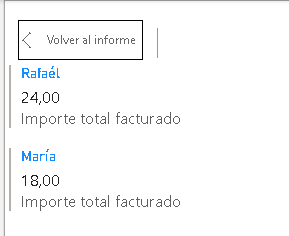 Volver al informe
Rafaél
24,00
Importe total facturado
María
18,00
Importe total facturado